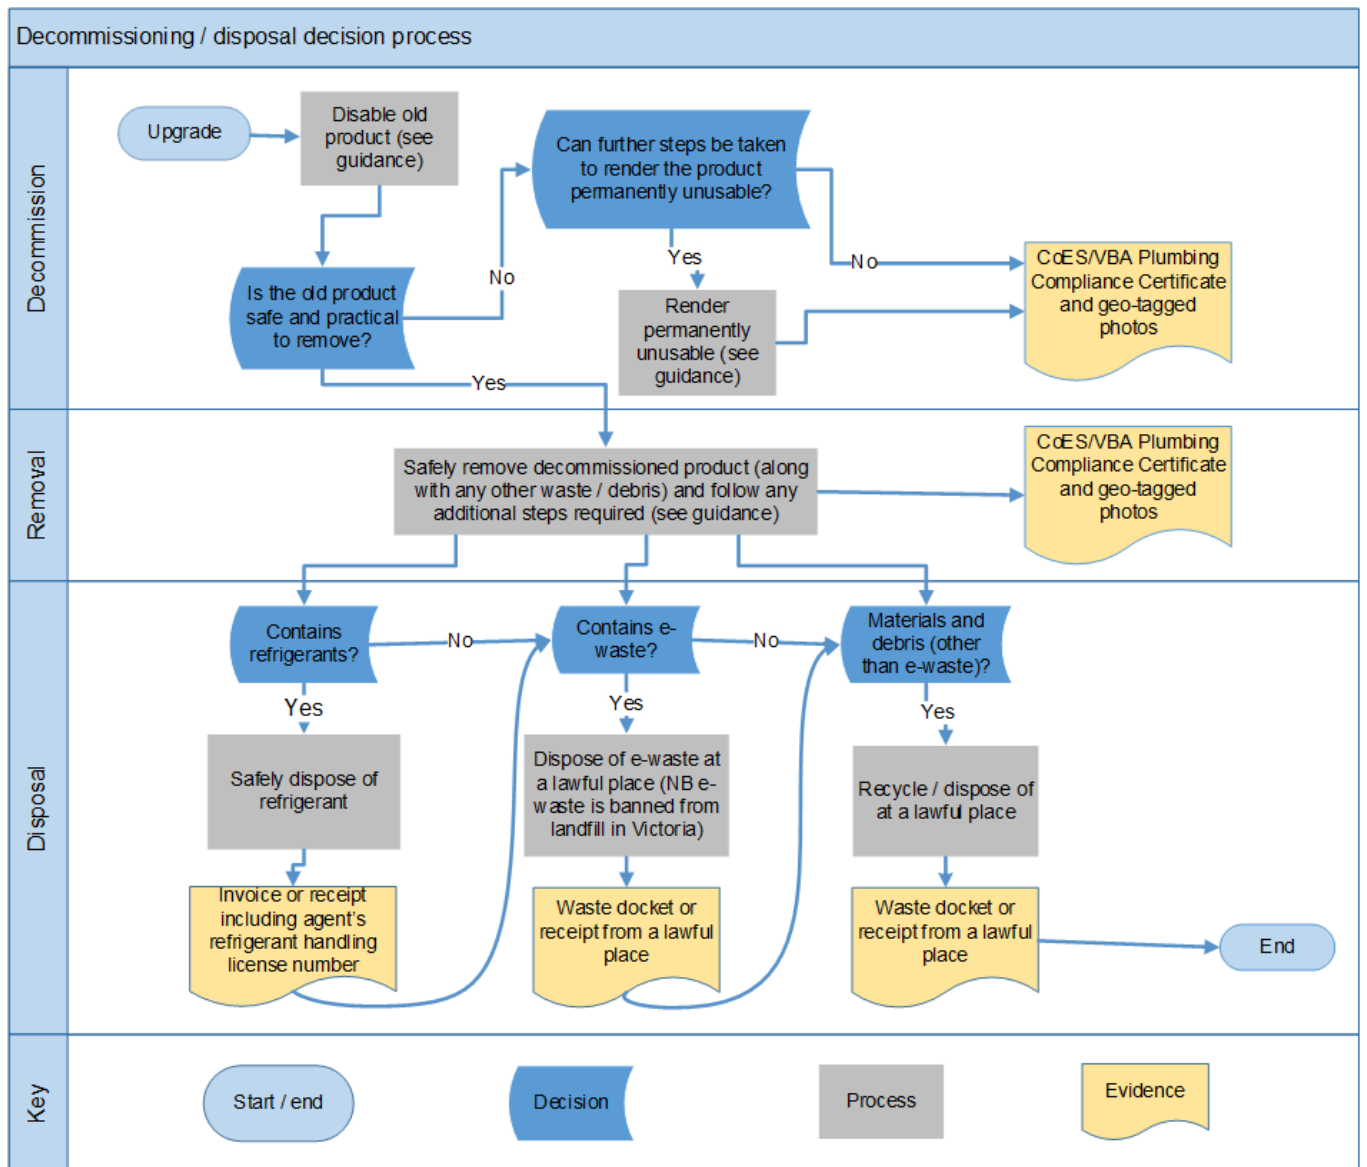 Decommissioning / disposal decision process
Decommission
Upgrade
Disable old
product (see
guidance)
Can further steps be taken
to render the product
permanently unusable?
Is the old product
safe and practical
to remove?
No
Yes
No
Render
permanently
unusable (see
guidance)
CoES/VBA Plumbing
Compliance Certificate
and geo-tagged
photos
Yes
Removal
Safely remove decommissioned product (along
with any other waste / debris) and follow any
additional steps required (see guidance)
CoES/VBA Plumbing
Compliance Certificate
and geo-tagged
photos
Disposal
Contains
refrigerants?
No
Contains e-
waste?
No
Materials and
debris (other
than e-waste)?
Yes
Yes
Yes
Safely dispose of
refrigerant
Dispose of e-waste at
a lawful place (NB e-
waste is banned from
landfill in Victoria)
Recycle / dispose of
at a lawful place
Invoice or receipt
including agent's
refrigerant handling
license number
Waste docket or
receipt from a lawful
place
Waste docket or
receipt from a lawful
place
End
Key
Start / end
Decision
Process
Evidence